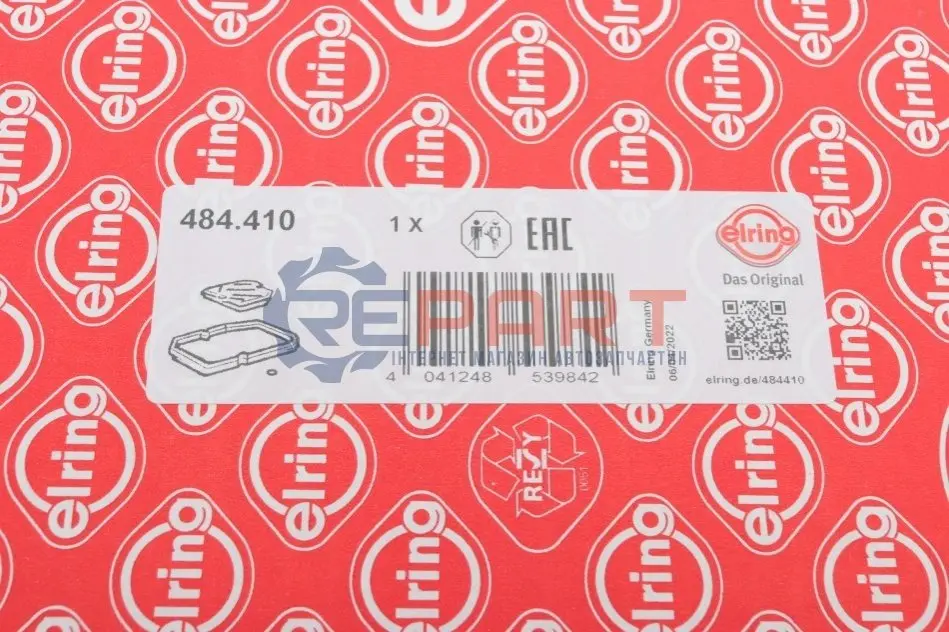 484.410
1 X
EAC
elring
Das Original
REPART
ІНТЕРНЕТ МАГАЗИН АВТОЗАПЧАСТИН
4 041248 539842
Germany
2022
elring.de/484410
RESY
elring